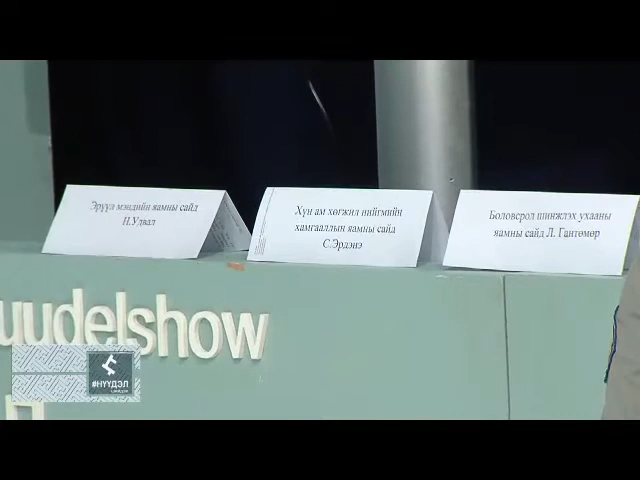 Эрүүл мэндийн яамны сайд
Н.Удвал
Хүн ам хөгжил нийгмийн
хамгааллын яамны сайд
С.Эрдэнэ
Боловсрол шинжлэх ухааны
яамны сайд Л. Гантөмөр
uudelshow
#НҮҮДЭЛ